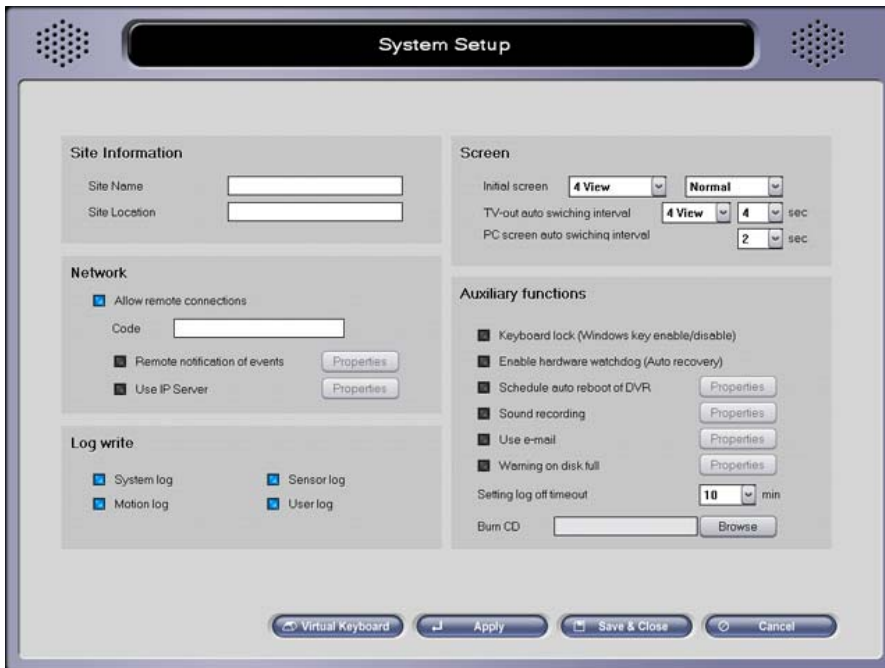 System Setup
Site Information
Site Name
Site Location
Network
Allow remote connections
Code
Remote notification of events Properties
Use IP Server Properties
Log write
System log Sensor log
Motion log User log
Screen
Initial screen 4 View Normal
TV-out auto swiching interval 4 View 4 sec
PC screen auto swiching interval 2 sec
Auxiliary functions
Keyboard lock (Windows key enable/disable)
Enable hardware watchdog (Auto recovery)
Schedule auto reboot of DVR Properties
Sound recording Properties
Use e-mail Properties
Warning on disk full Properties
Setting log off timeout 10 min
Burn CD Browse
Virtual Keyboard Apply Save & Close Cancel